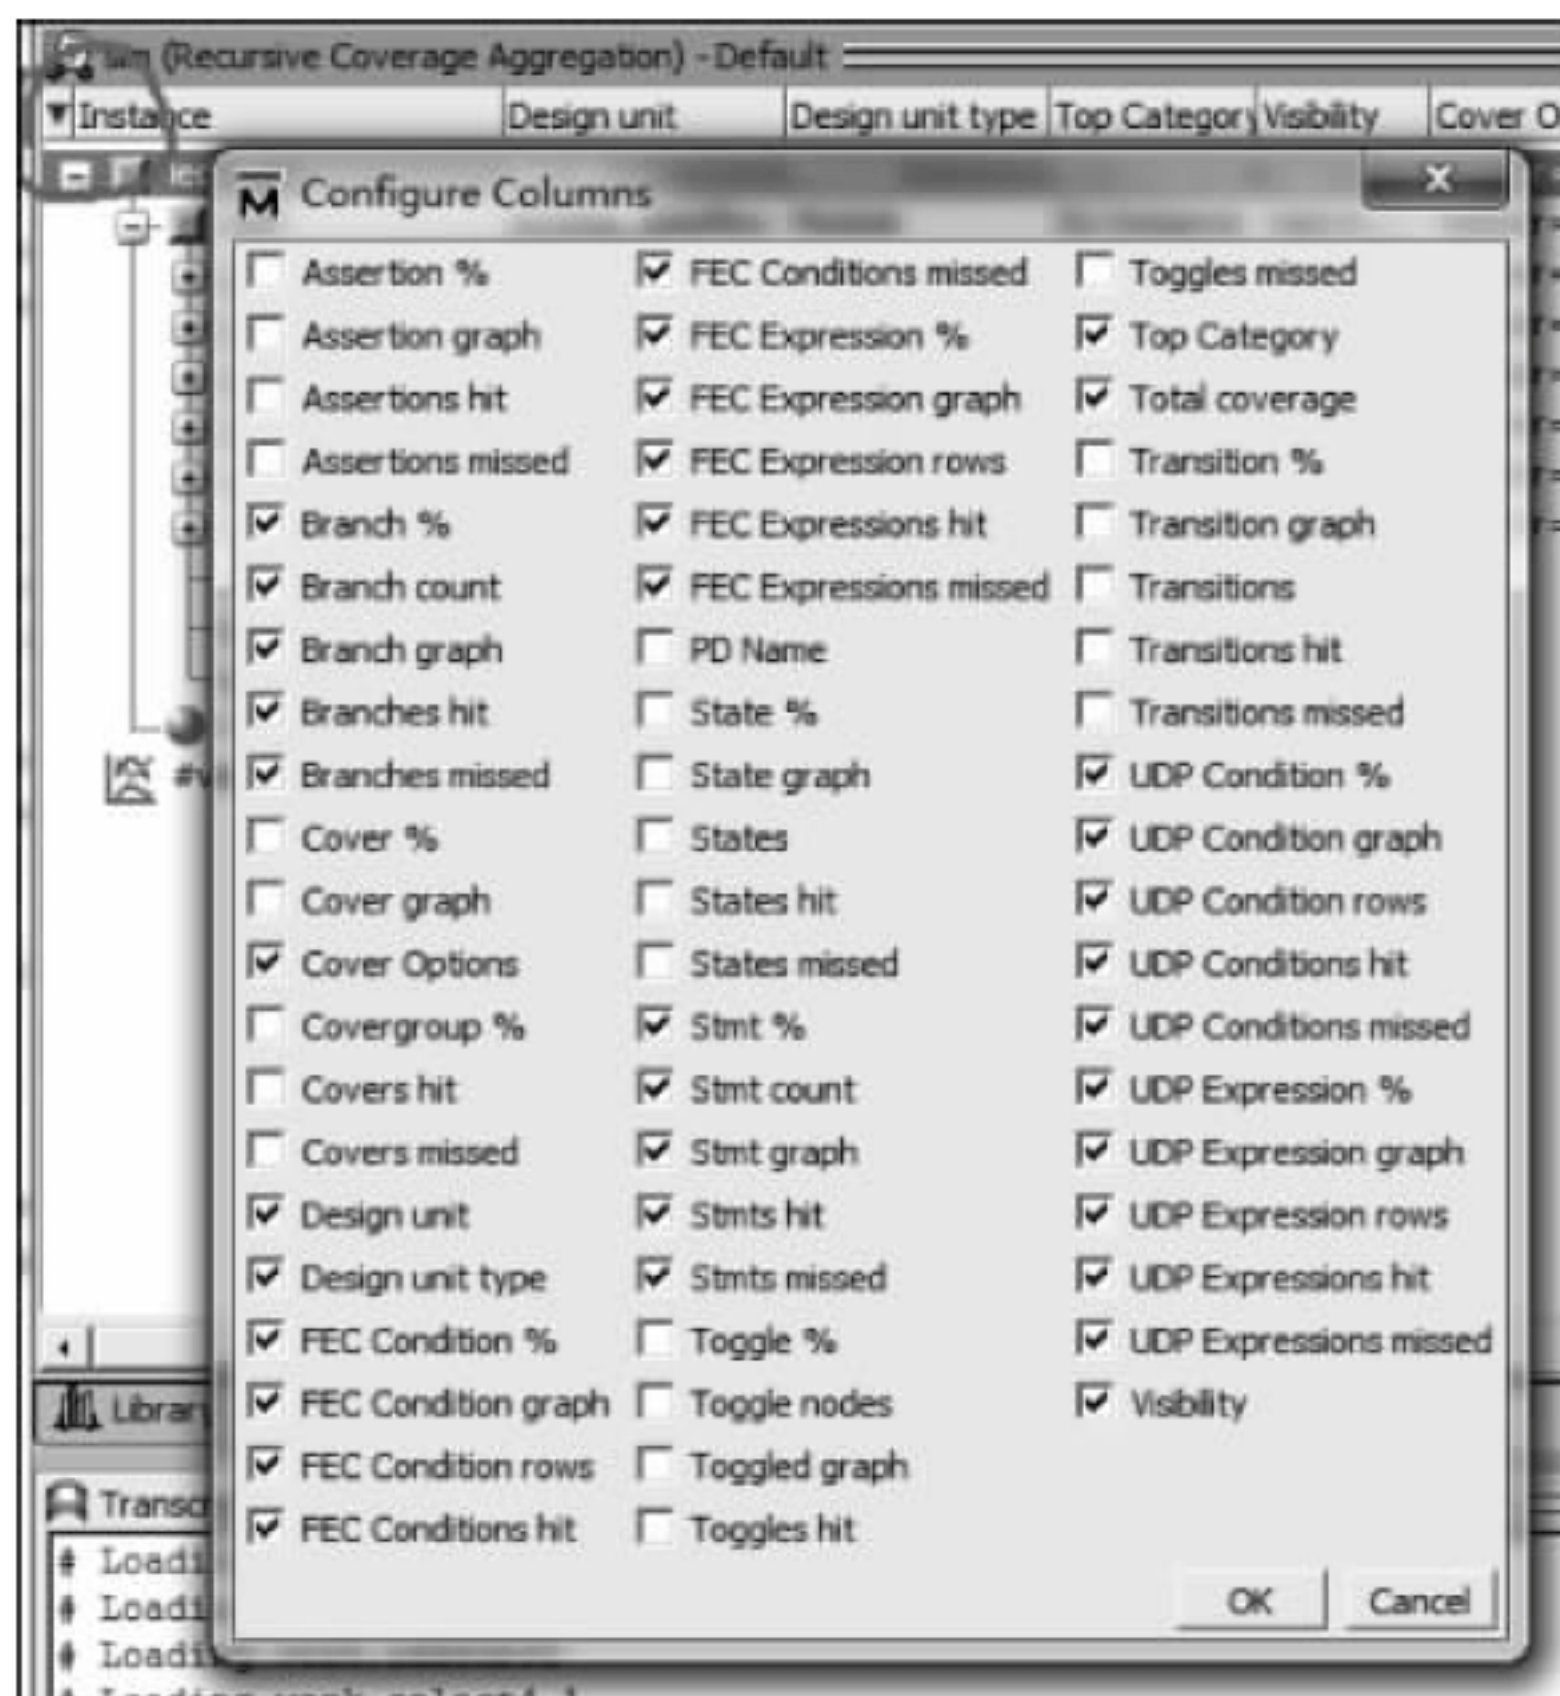 sim (Recursive Coverage Aggregation) - Default
Instance Design unit Design unit type Top Category Visibility Cover O
Configure Columns
Assertion % FEC Conditions missed Toggles missed
Assertion graph FEC Expression % Top Category
Assertions hit FEC Expression graph Total coverage
Assertions missed FEC Expression rows Transition %
Branch % FEC Expressions hit Transition graph
Branch count FEC Expressions missed Transitions
Branch graph PD Name Transitions hit
Branches hit State % Transitions missed
Branches missed State graph UDP Condition %
Cover % States UDP Condition graph
Cover graph States hit UDP Condition rows
Cover Options States missed UDP Conditions hit
Covergroup % Stmt % UDP Conditions missed
Covers hit Stmt count UDP Expression %
Covers missed Stmt graph UDP Expression graph
Design unit Stmts hit UDP Expression rows
Design unit type Stmts missed UDP Expressions hit
FEC Condition % Toggle % UDP Expressions missed
FEC Condition graph Toggle nodes Visibility
FEC Condition rows Toggled graph
FEC Conditions hit Toggles hit
OK Cancel
Librar
Transcr
# Loadi
# Loadi
# Loadi